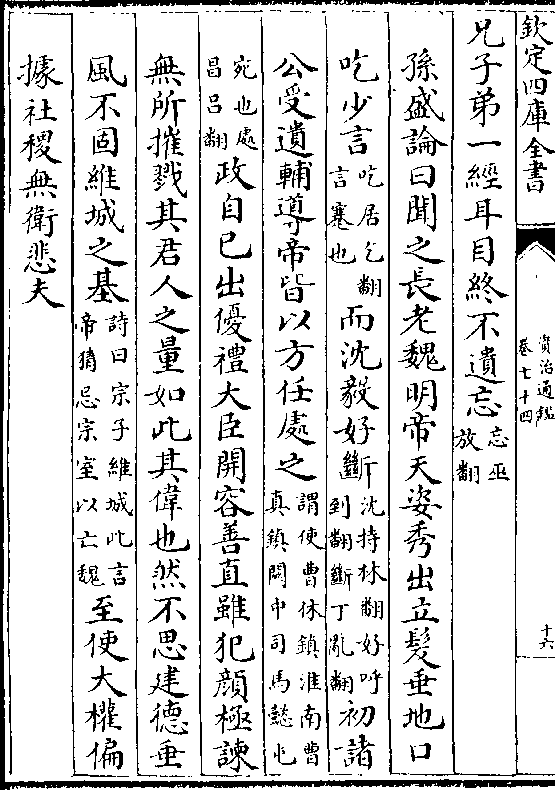 欽定四庫全書
資治通鑑
卷七十四
十六
兄子弟一經耳目終不遺忘忘巫放翻
孫盛論曰聞之長老魏明帝天姿秀出立髮垂地口
吃少言吃居乞翻言蹇也而沈毅好斷沈持林翻好呼到翻斷丁亂翻初諸
公受遺輔導帝皆以方任處之謂使曹休鎮淮南曹真鎮關中司馬懿屯
宛也處昌呂翻政自已出優禮大臣開容善直雖犯顏極諫
無所摧戮其君人之量如此其偉也然不思建德垂
風不固維城之基詩曰宗子維城此言帝猜忌宗室以亡魏至使大權偏
據社稷無衛悲夫